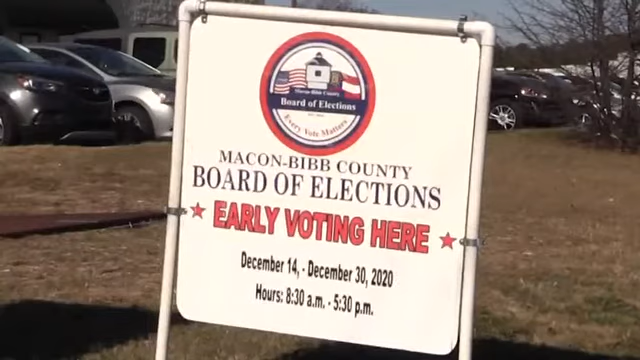 Macon-Bibb County
Board of Elections
Every Vote Matters
MACON-BIBB COUNTY
BOARD OF ELECTIONS
EARLY VOTING HERE
December 14, - December 30, 2020
Hours: 8:30 a.m. - 5:30 p.m.